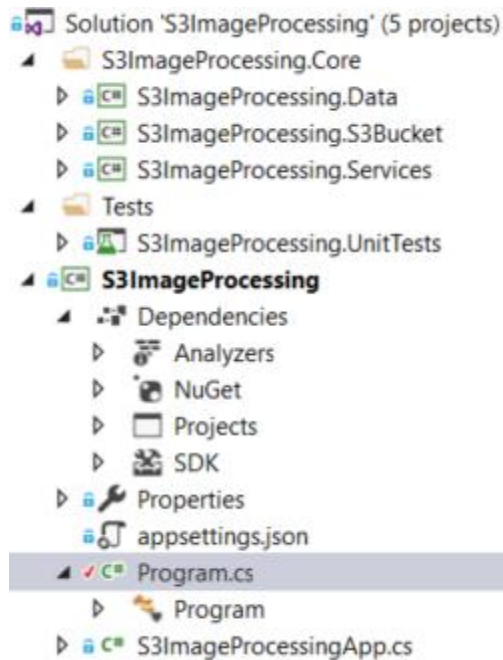 Solution 'S3ImageProcessing' (5 projects)
S3ImageProcessing.Core
C# S3ImageProcessing.Data
C# S3ImageProcessing.S3Bucket
C# S3ImageProcessing.Services
Tests
S3ImageProcessing.UnitTests
C# S3ImageProcessing
Dependencies
Analyzers
NuGet
Projects
SDK
Properties
appsettings.json
C# Program.cs
Program
C# S3ImageProcessingApp.cs